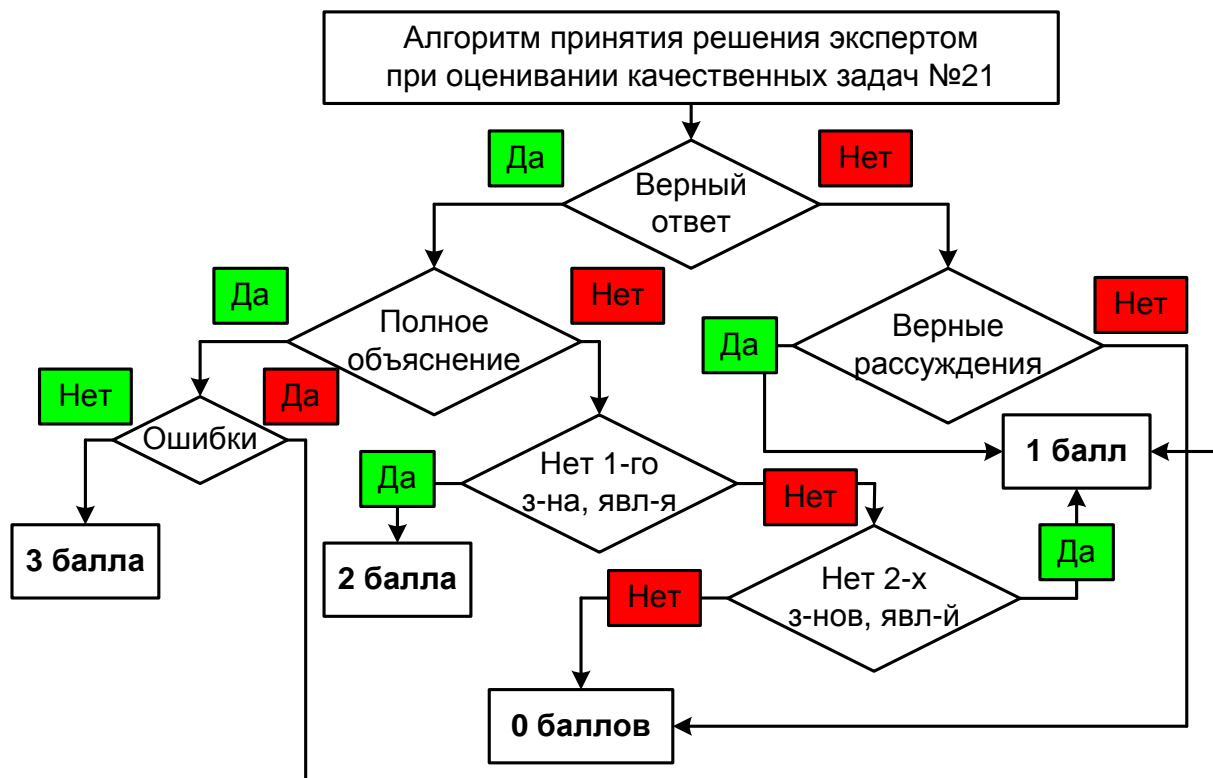 Алгоритм принятия решения экспертом
при оценивании качественных задач №21
Да
Нет
Верный
ответ
Да
Нет
Полное
объяснение
Да
Нет
Верные
рассуждения
Нет
Да
Ошибки
1 балл
Да
Нет 1-го
з-на, явл-я
Нет
3 балла
2 балла
Да
Нет
Нет 2-х
з-нов, явл-й
0 баллов